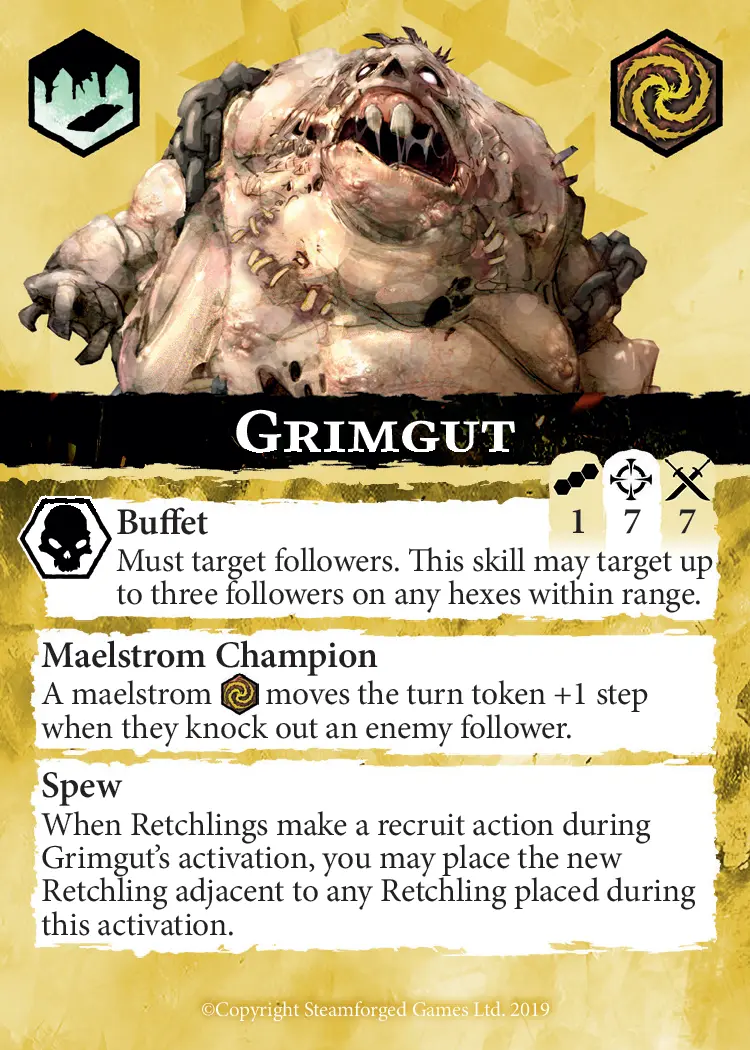 GRIMGUT
Buffet
1 7 7
Must target followers. This skill may target up
to three followers on any hexes within range.
Maelstrom Champion
A maelstrom moves the turn token +1 step
when they knock out an enemy follower.
Spew
When Retchlings make a recruit action during
Grimgut’s activation, you may place the new
Retchling adjacent to any Retchling placed during
this activation.
©Copyright Steamforged Games Ltd. 2019